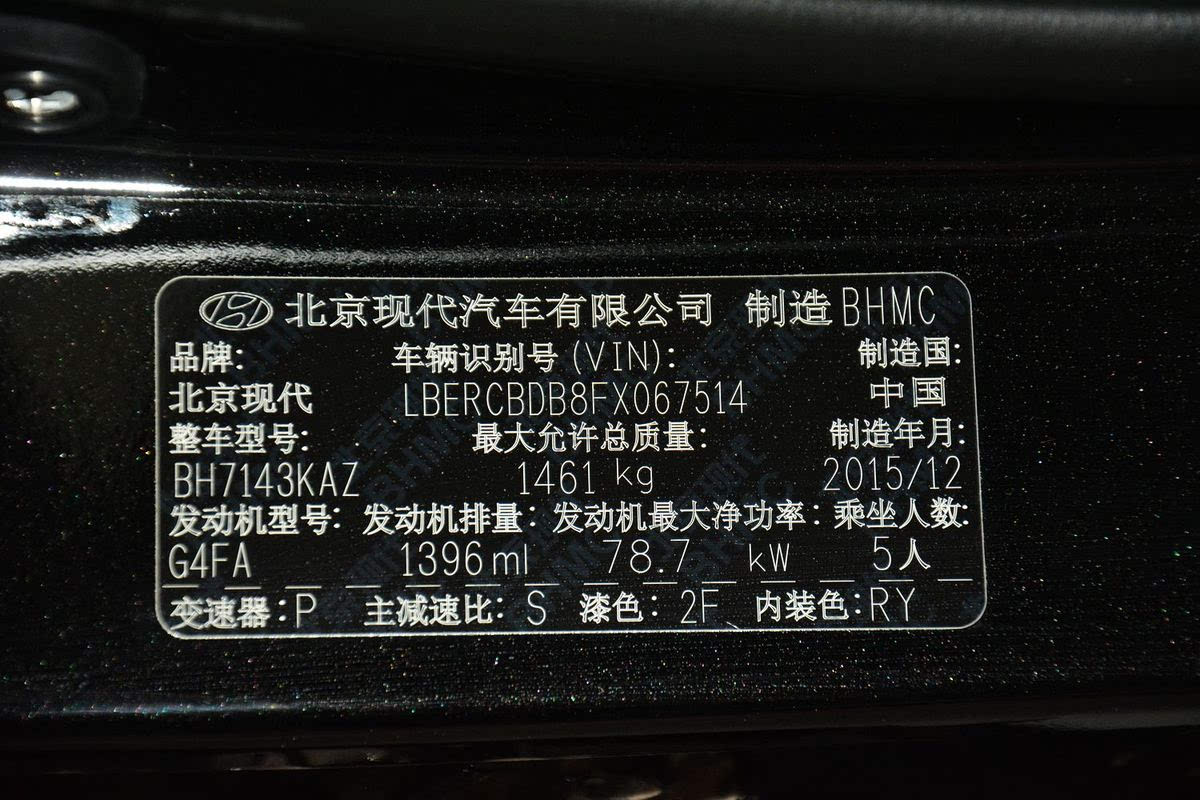 北京现代汽车有限公司 制造BHMC
品牌: 车辆识别号(VIN): 制造国:
北京现代 LBERCBDB8FX067514 中国
整车型号: 最大允许总质量: 制造年月:
BH7143KAZ 1461 kg 2015/12
发动机型号: 发动机排量: 发动机最大净功率: 乘坐人数:
G4FA 1396ml 78.7 kW 5人
变速器:P 主减速比: S 漆色: 2F 内装色:RY